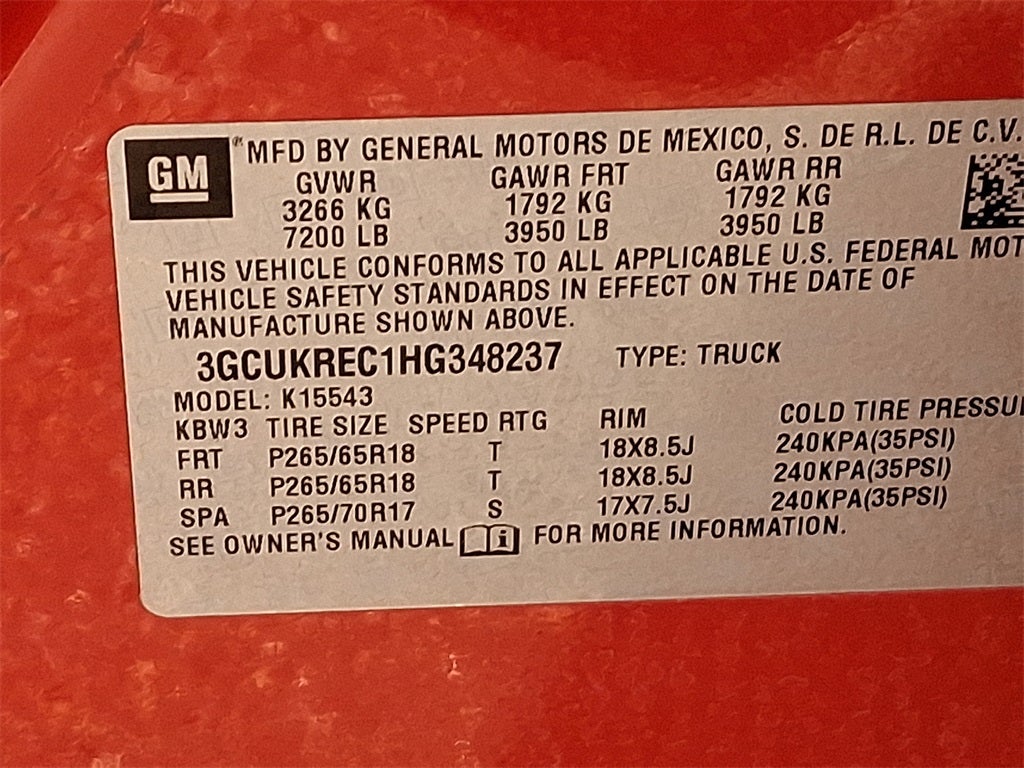 GM
MFD BY GENERAL MOTORS DE MEXICO, S. DE R.L. DE C.V.
GVWR GAWR FRT GAWR RR
3266 KG 1792 KG 1792 KG
7200 LB 3950 LB 3950 LB
THIS VEHICLE CONFORMS TO ALL APPLICABLE U.S. FEDERAL MOT
VEHICLE SAFETY STANDARDS IN EFFECT ON THE DATE OF
MANUFACTURE SHOWN ABOVE.
3GCUKREC1HG348237 TYPE: TRUCK
MODEL: K15543
KBW3 TIRE SIZE SPEED RTG RIM COLD TIRE PRESSU
FRT P265/65R18 T 18X8.5J 240KPA(35PSI)
RR P265/65R18 T 18X8.5J 240KPA(35PSI)
SPA P265/70R17 S 17X7.5J 240KPA(35PSI)
SEE OWNER'S MANUAL i FOR MORE INFORMATION.